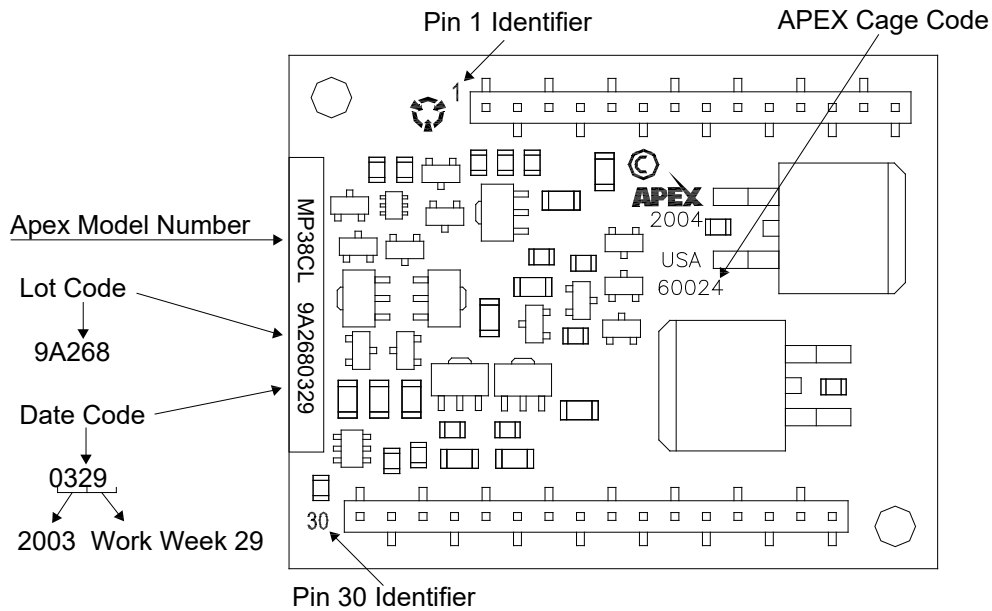 Pin 1 Identifier
APEX Cage Code
1
©
APEX
2004
USA
60024
Apex Model Number
MP38CL 9A2680329
Lot Code
9A268
Date Code
0329
2003 Work Week 29
30
Pin 30 Identifier